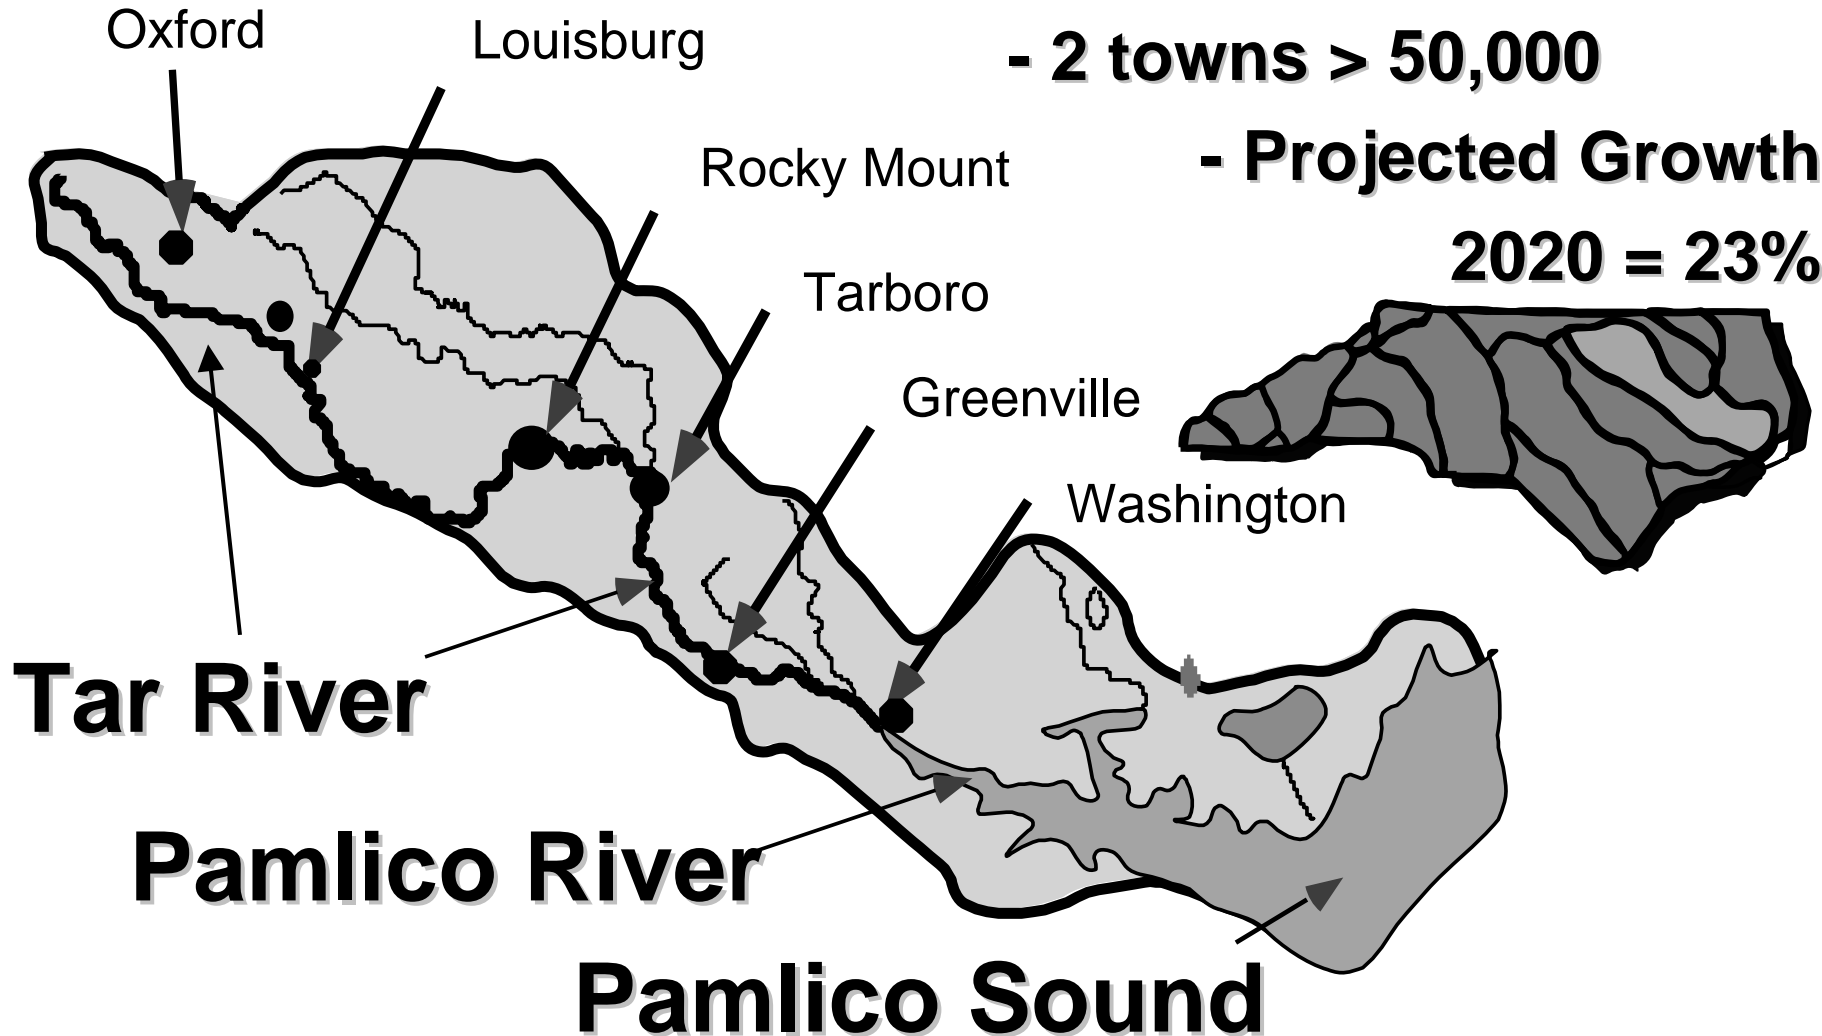 Oxford
Louisburg
- 2 towns > 50,000
Rocky Mount
- Projected Growth
2020 = 23%
Tarboro
Greenville
Washington
Tar River
Pamlico River
Pamlico Sound